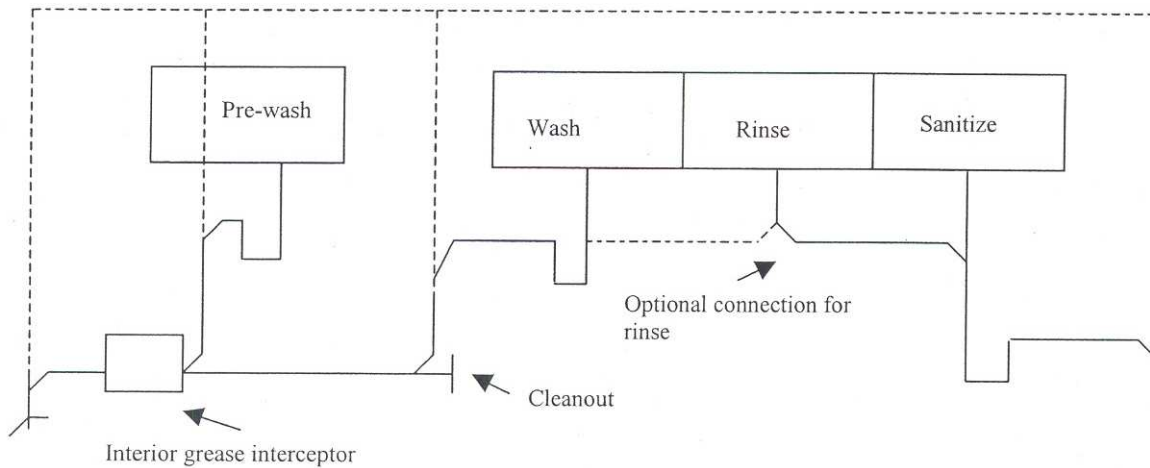 Pre-wash
Wash
Rinse
Sanitize
Optional connection for
rinse
Cleanout
Interior grease interceptor